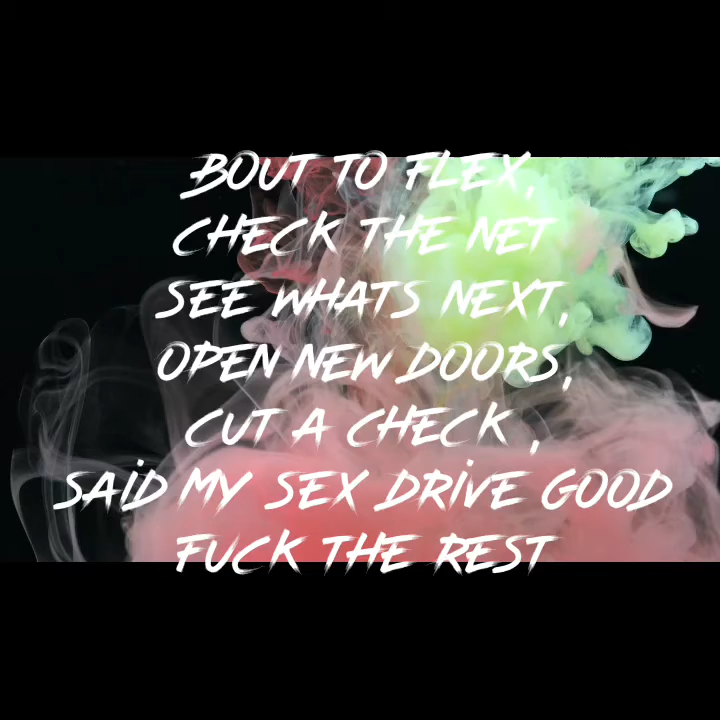 BOUT TO FLEX,
CHECK THE NET
SEE WHATS NEXT,
OPEN NEW DOORS,
CUT A CHECK ,
SAID MY SEX DRIVE GOOD
FUCK THE REST